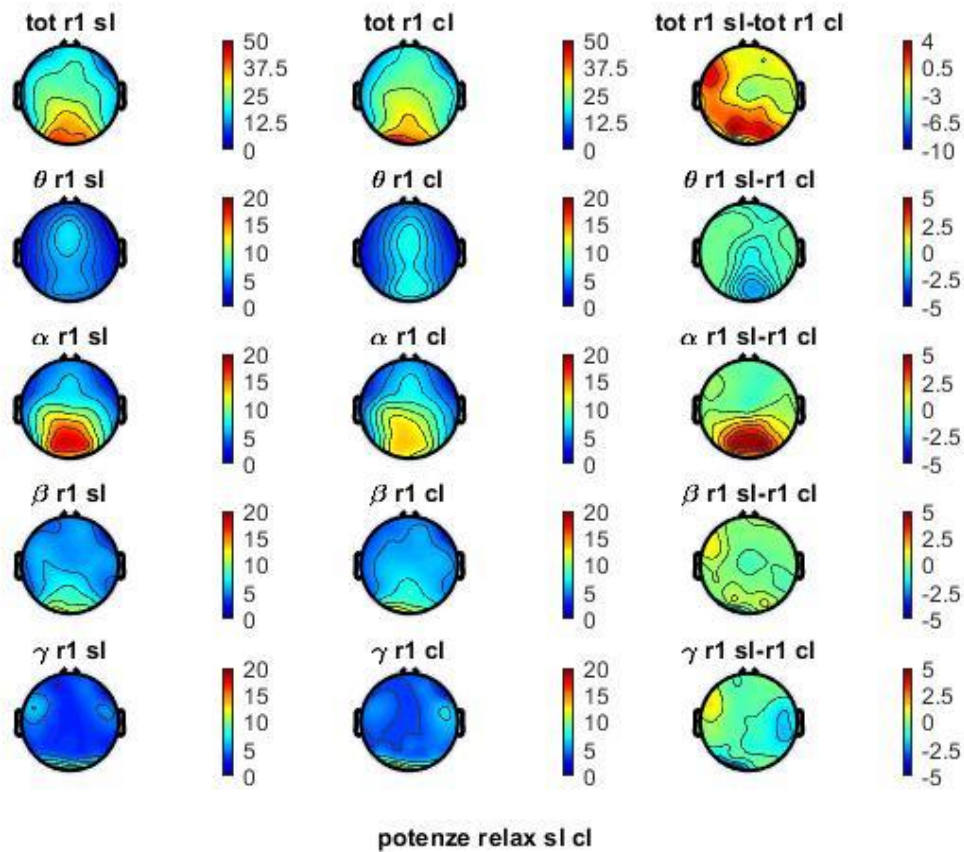 tot r1 sl tot r1 cl tot r1 sl-tot r1 cl
50 50 4
37.5 37.5 0.5
25 25 -3
12.5 12.5 -6.5
0 0 -10
θ r1 sl θ r1 cl θ r1 sl-r1 cl
20 20 5
15 15 2.5
10 10 0
5 5 -2.5
0 0 -5
α r1 sl α r1 cl α r1 sl-r1 cl
20 20 5
15 15 2.5
10 10 0
5 5 -2.5
0 0 -5
β r1 sl β r1 cl β r1 sl-r1 cl
20 20 5
15 15 2.5
10 10 0
5 5 -2.5
0 0 -5
γ r1 sl γ r1 cl γ r1 sl-r1 cl
20 20 5
15 15 2.5
10 10 0
5 5 -2.5
0 0 -5
potenze relax sl cl